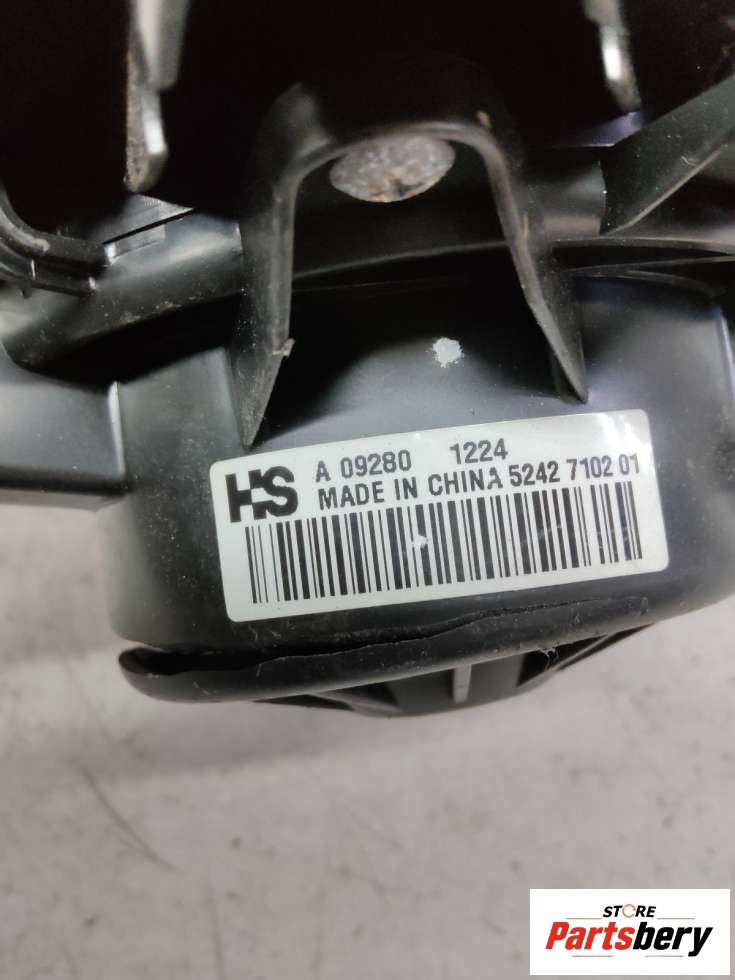 HS
A 09280 1224
MADE IN CHINA 5242 7102 01
STORE
Partsbery